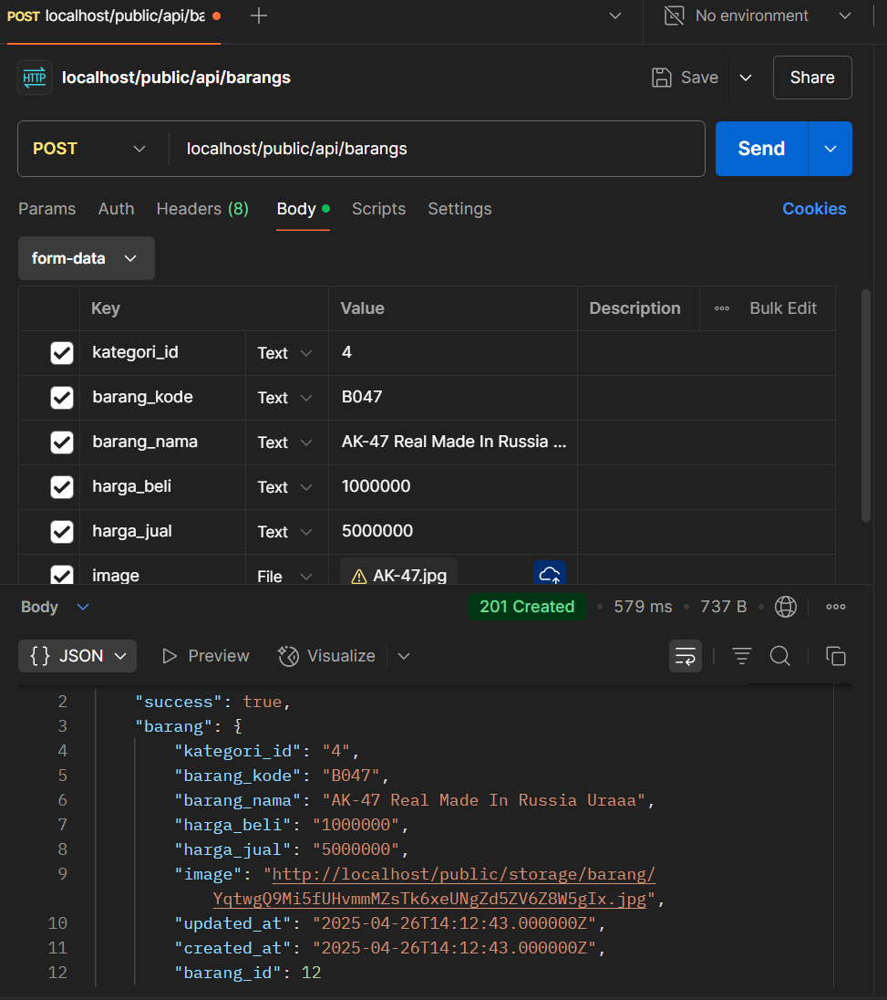 POST localhost/public/api/ba
No environment
HTTP localhost/public/api/barangs
Save
Share
POST
localhost/public/api/barangs
Send
Params Auth Headers (8) Body Scripts Settings
Cookies
form-data
Key Value Description Bulk Edit
kategori_id Text 4
barang_kode Text B047
barang_nama Text AK-47 Real Made In Russia ...
harga_beli Text 1000000
harga_jual Text 5000000
image File AK-47.jpg
Body 201 Created 579 ms 737 B
{} JSON Preview Visualize
2 "success": true,
3 "barang": {
4 "kategori_id": "4",
5 "barang_kode": "B047",
6 "barang_nama": "AK-47 Real Made In Russia Uraaa",
7 "harga_beli": "1000000",
8 "harga_jual": "5000000",
9 "image": "http://localhost/public/storage/barang/
YqtwgQ9Mi5fUHvmmMZsTk6xeUNgZd5ZV6Z8W5gIx.jpg",
10 "updated_at": "2025-04-26T14:12:43.000000Z",
11 "created_at": "2025-04-26T14:12:43.000000Z",
12 "barang_id": 12